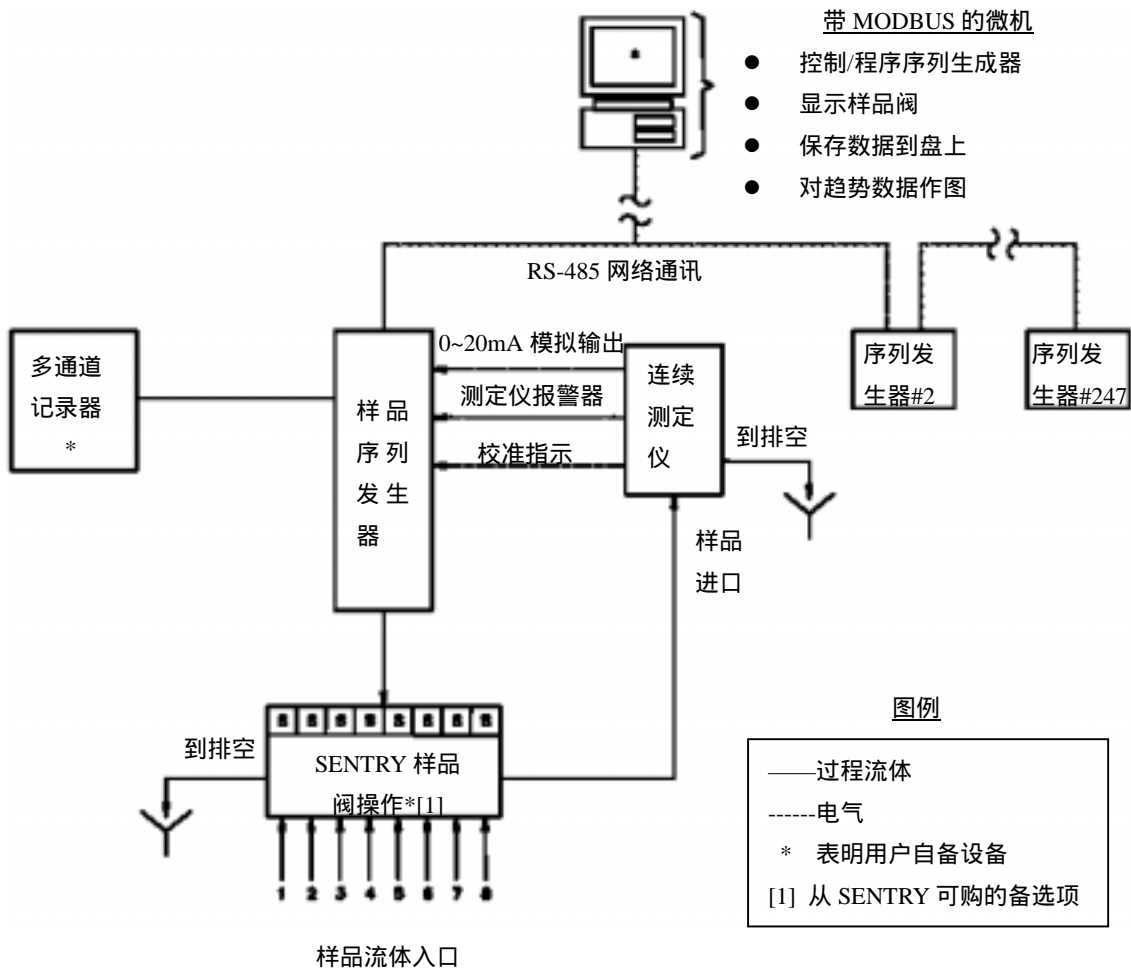 带 MODBUS 的微机
● 控制/程序序列生成器
● 显示样品阀
● 保存数据到盘上
● 对趋势数据作图
RS-485 网络通讯
多通道
记录器
*
样 品
序 列
发 生
器
0~20mA 模拟输出
测定仪报警器
校准指示
连续
测定
仪
到排空
序列发
生器#2
序列发
生器#247
样品
进口
到排空
S S S S S S S S
SENTRY 样品
阀操作*[1]
1 2 3 4 5 6 7 8
样品流体入口
图例
——过程流体
------电气
* 表明用户自备设备
[1] 从 SENTRY 可购的备选项